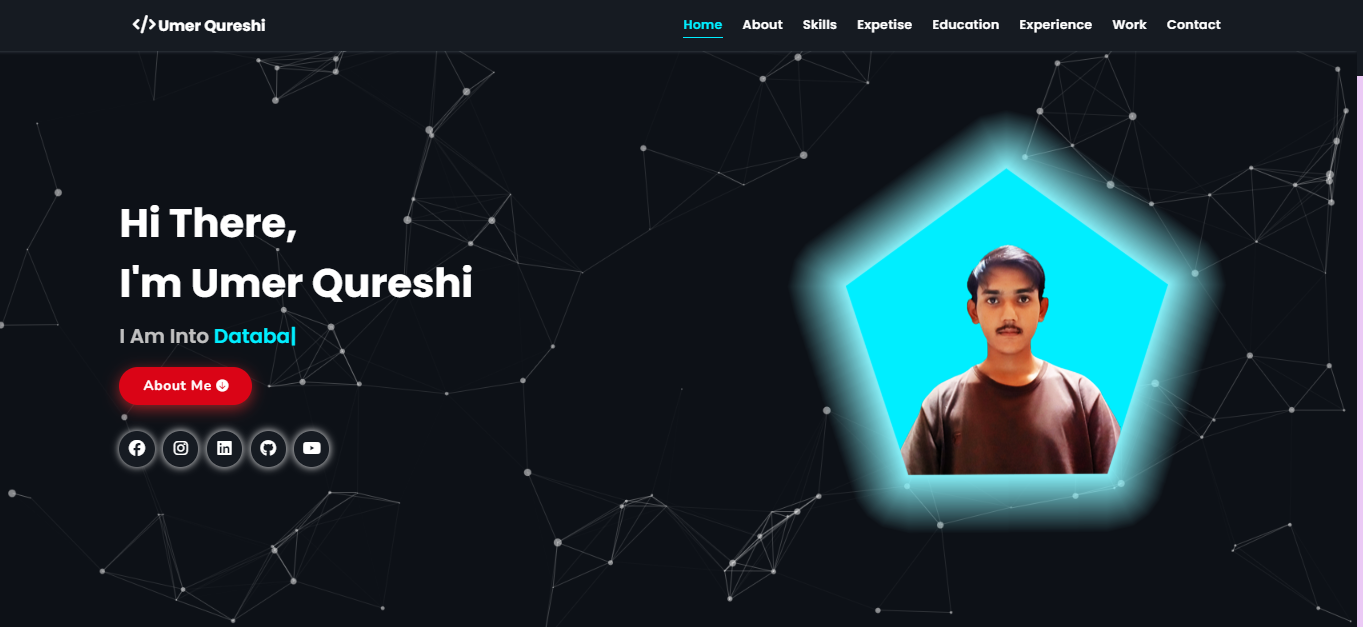 </>Umer Qureshi
Home About Skills Expetise Education Experience Work Contact
Hi There,
I'm Umer Qureshi
I Am Into Databa|
About Me